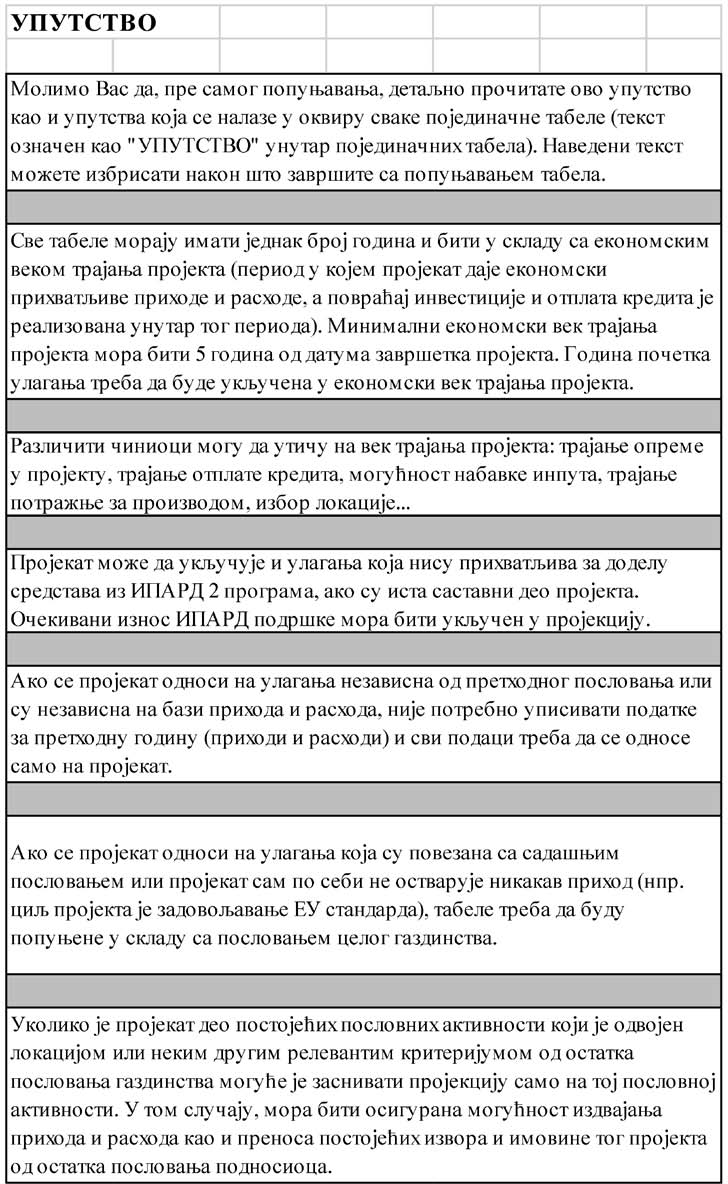 УПУТСТВО
Молимо Вас да, пре самог попуњавања, детаљно прочитате ово упутство
као и упутства која се налазе у оквиру сваке појединачне табеле (текст
означен као "УПУТСТВО" унутар појединачних табела). Наведени текст
можете избрисати након што завршите са попуњавањем табела.
Све табеле морају имати једнак број година и бити у складу са економским
веком трајања пројекта (период у којем пројекат даје економски
прихватљиве приходе и расходе, а повраћај инвестиције и отплата кредита је
реализована унутар тог периода). Минимални економски век трајања
пројекта мора бити 5 година од датума завршетка пројекта. Година почетка
улагања треба да буде укључена у економски век трајања пројекта.
Различити чиниоци могу да утичу на век трајања пројекта: трајање опреме
у пројекту, трајање отплате кредита, могућност набавке инпута, трајање
потражње за производом, избор локације...
Пројекат може да укључује и улагања која нису прихватљива за доделу
средстава из ИПАРД 2 програма, ако су иста саставни део пројекта.
Очекивани износ ИПАРД подршке мора бити укључен у пројекцију.
Ако се пројекат односи на улагања независна од претходног пословања или
су независна на бази прихода и расхода, није потребно уписивати податке
за претходну годину (приходи и расходи) и сви подаци треба да се односе
само на пројекат.
Ако се пројекат односи на улагања која су повезана са садашњим
пословањем или пројекат сам по себи не остварује никакав приход (нпр.
циљ пројекта је задовољавање ЕУ стандарда), табеле треба да буду
попуњене у складу са пословањем целог газдинства.
Уколико је пројекат део постојећих пословних активности који је одвојен
локацијом или неким другим релевантим критеријумом од остатка
пословања газдинства могуће је заснивати пројекцију само на тој пословној
активности. У том случају, мора бити осигурана могућност издвајања
прихода и расхода као и преноса постојећих извора и имовине тог пројекта
од остатка пословања подносиоца.